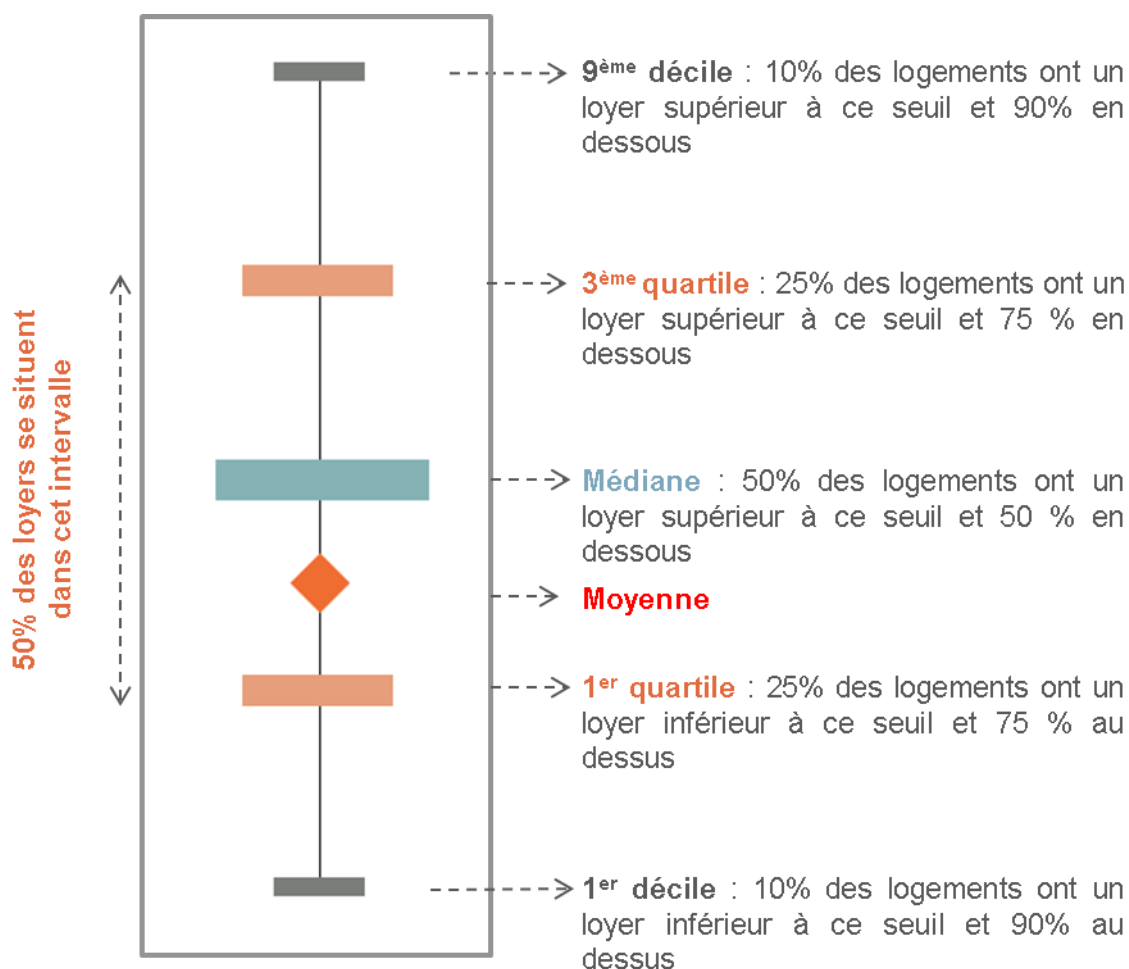 50% des loyers se situent
dans cet intervalle
9ème décile : 10% des logements ont un
loyer supérieur à ce seuil et 90% en
dessous
3ème quartile : 25% des logements ont un
loyer supérieur à ce seuil et 75 % en
dessous
Médiane : 50% des logements ont un
loyer supérieur à ce seuil et 50 % en
dessous
Moyenne
1er quartile : 25% des logements ont un
loyer inférieur à ce seuil et 75 % au
dessus
1er décile : 10% des logements ont un
loyer inférieur à ce seuil et 90% au
dessus